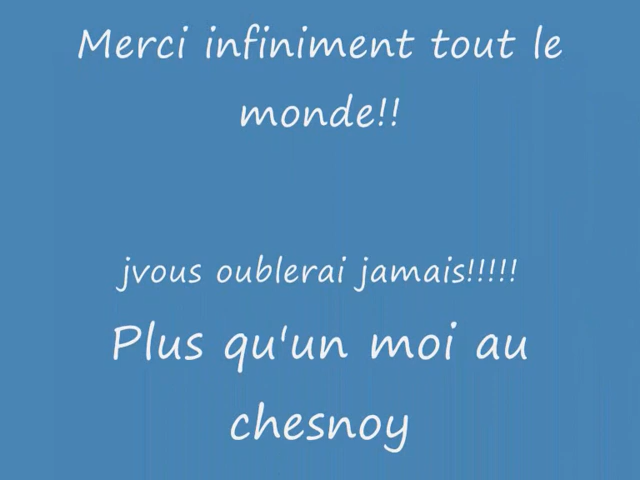 Merci infiniment tout le
monde!!
jvous oublerai jamais!!!!!
Plus qu'un moi au
chesnoy